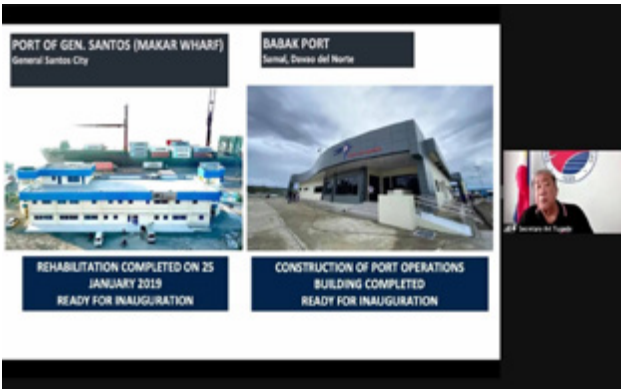 PORT OF GEN. SANTOS (MAKAR WHARF)
General Santos City
BABAK PORT
Samal, Davao del Norte
REHABILITATION COMPLETED ON 25
JANUARY 2019
READY FOR INAUGURATION
CONSTRUCTION OF PORT OPERATIONS
BUILDING COMPLETED
READY FOR INAUGURATION
Secretary Art Tugade